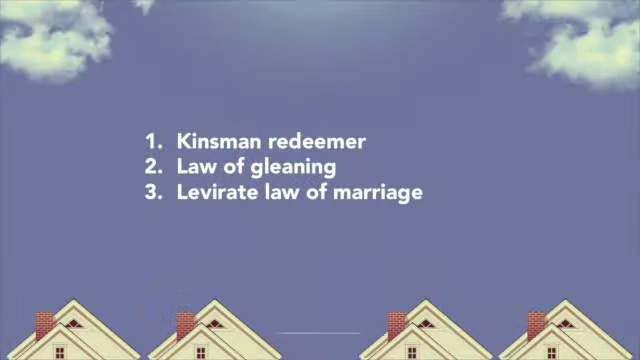 1. Kinsman redeemer
2. Law of gleaning
3. Levirate law of marriage